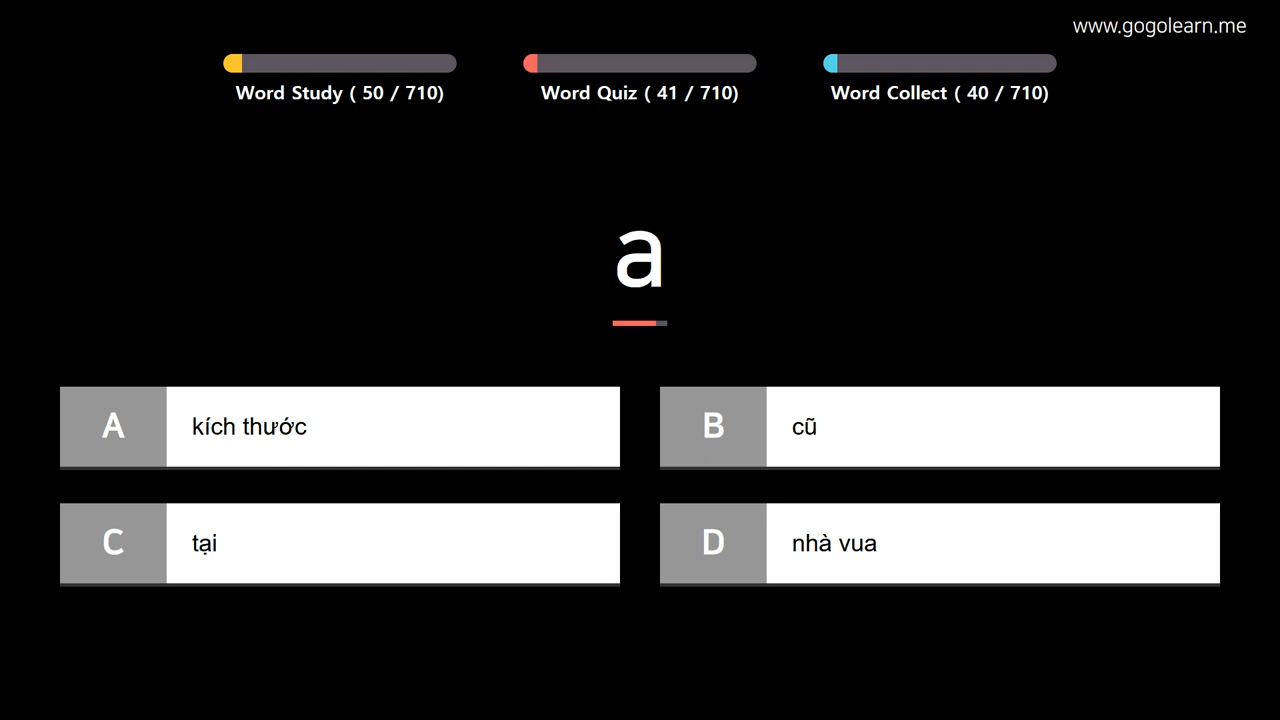 www.gogolearn.me
Word Study ( 50 / 710)
Word Quiz ( 41 / 710)
Word Collect ( 40 / 710)
a
A kích thước
B cũ
C tại
D nhà vua